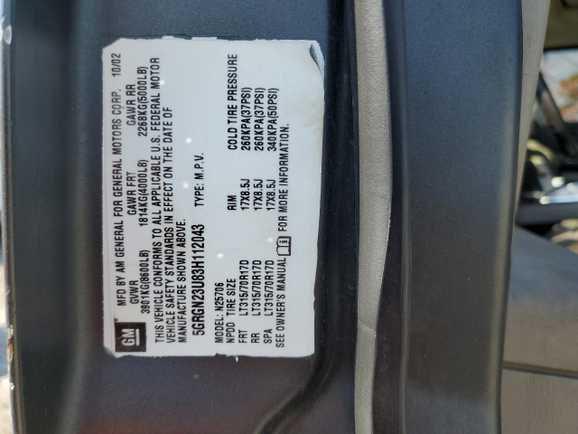 GM
MFD BY AM GENERAL FOR GENERAL MOTORS CORP. 10/02
GVWR GAWR FRT GAWR RR
3901KG(8600LB) 1814KG(4000LB) 2268KG(5000LB)
THIS VEHICLE CONFORMS TO ALL APPLICABLE U.S. FEDERAL MOTOR
VEHICLE SAFETY STANDARDS IN EFFECT ON THE DATE OF
MANUFACTURE SHOWN ABOVE.
5GRGN23U83H112043 TYPE: M.P.V.
MODEL: N25706
NPDD TIRE SIZE RIM COLD TIRE PRESSURE
FRT LT315/70R17D 17X8.5J 260KPA(37PSI)
RR LT315/70R17D 17X8.5J 260KPA(37PSI)
SPA LT315/70R17D 17X8.5J 340KPA(50PSI)
SEE OWNER'S MANUAL FOR MORE INFORMATION.